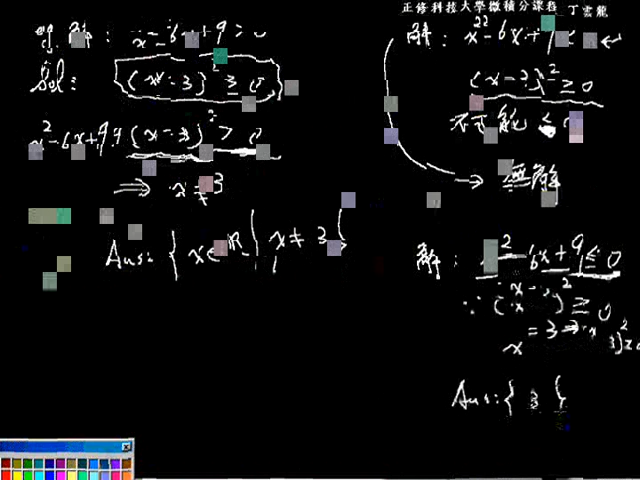 正修科技大學微積分課程 丁雲龍
解: x²-6x+9>0
Sol: (x-3)²≥0
x²-6x+9=(x-3)²>0
⇒ x≠3
Ans: { x∈R | x≠3 }
解: x²-6x+9
(x-3)²≥0
不可能 <0
→ 無解
解: x²-6x+9≤0
∵(x-3)²≥0
x=3
Ans: { 3 }